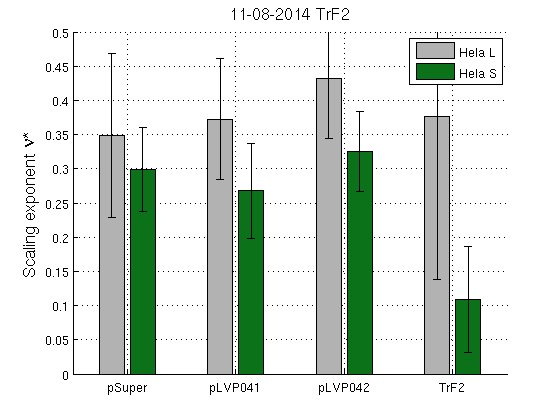 11-08-2014 TrF2
Hela L
Hela S
Scaling exponent ν*
0.5
0.45
0.4
0.35
0.3
0.25
0.2
0.15
0.1
0.05
0
pSuper pLVP041 pLVP042 TrF2